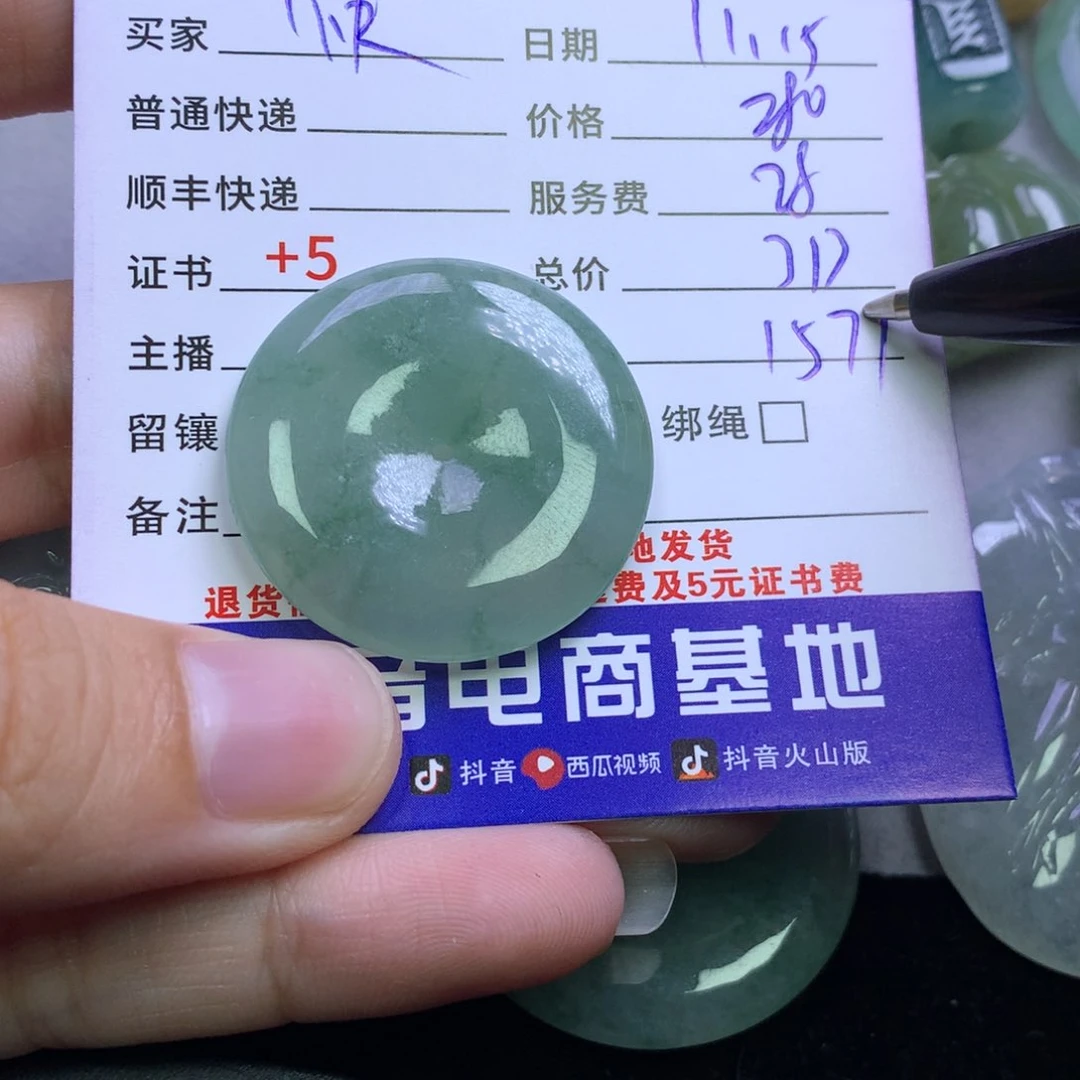 买家 日期 11.15
普通快递 价格 280
顺丰快递 服务费 28
证书 +5 总价 313
主播 1571
留镶 绑绳
备注
地发货
退货 费及5元证书费
音电商基地
抖音 西瓜视频 抖音火山版